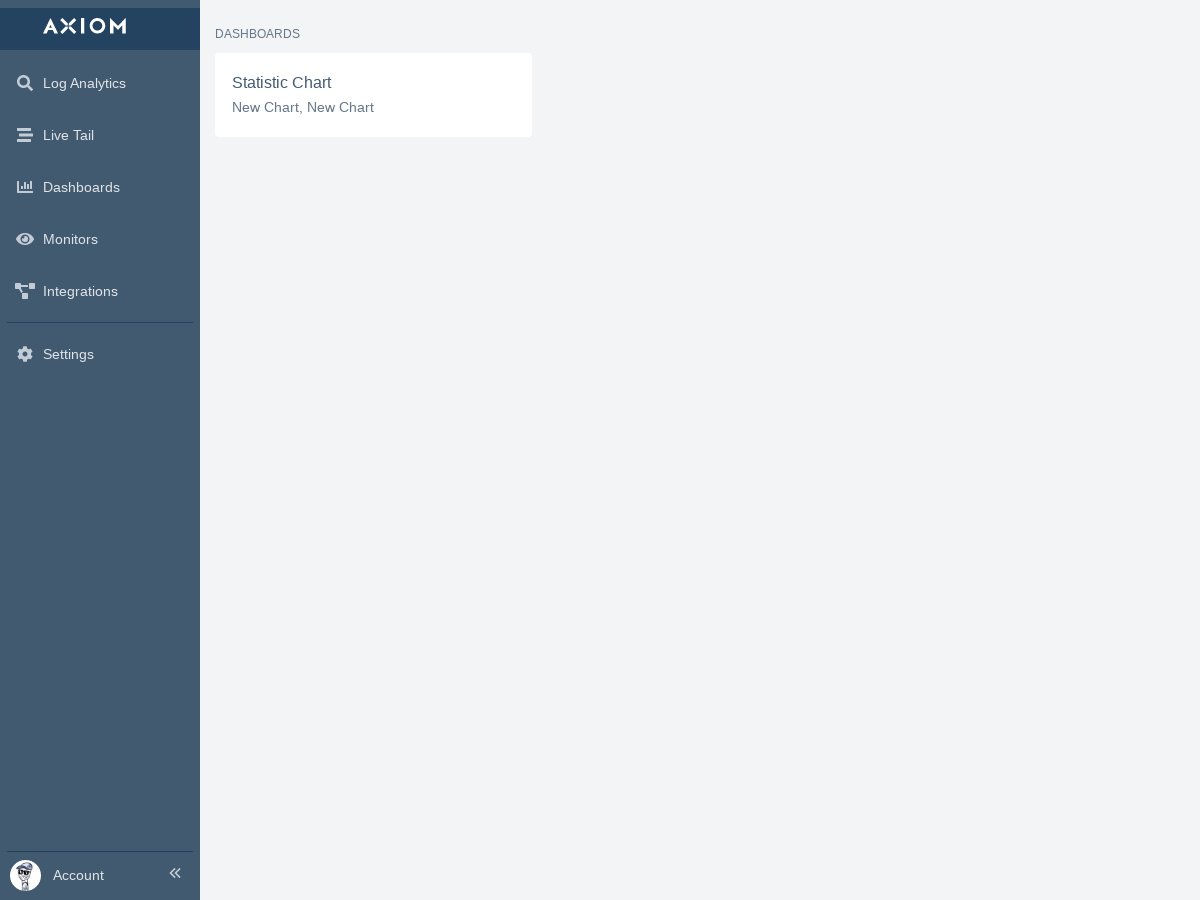 AXIOM
Log Analytics
Live Tail
Dashboards
Monitors
Integrations
Settings
Account
DASHBOARDS
Statistic Chart
New Chart, New Chart